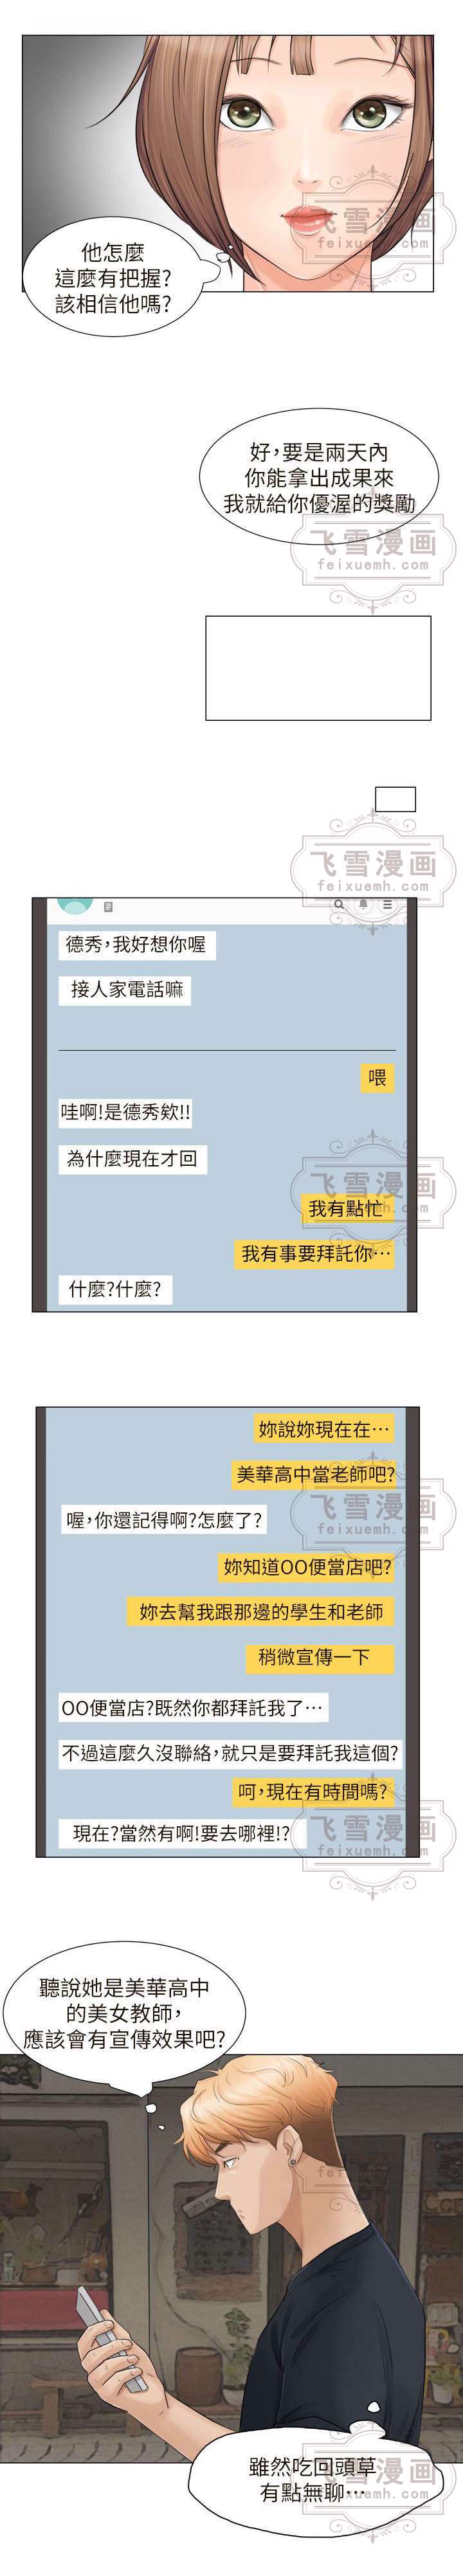 他怎麼
這麼有把握?
該相信他嗎?
飞雪漫画
feixuemh.com
好,要是兩天內
你能拿出成果來
我就給你優渥的獎勵
飞雪漫画
feixuemh.com
飞雪漫画
feixuemh.com
德秀,我好想你喔
接人家電話嘛
喂
哇啊!是德秀欸!!
為什麼現在才回
飞雪漫画
feixuemh.com
我有點忙
我有事要拜託你…
什麼?什麼?
妳說妳現在在…
美華高中當老師吧?
飞雪漫画
feixuemh.com
喔,你還記得啊?怎麼了?
妳知道OO便當店吧?
妳去幫我跟那邊的學生和老師
稍微宣傳一下
OO便當店?既然你都拜託我了…
不過這麼久沒聯絡,就只是要拜託我這個?
呵,現在有時間嗎?
飞雪漫画
feixuemh.com
現在?當然有啊!要去哪裡!?
聽說她是美華高中
的美女教師,
應該會有宣傳效果吧?
飞雪漫画
feixuemh.com
雖然吃回頭草
有點無聊…
飞雪漫画
feixuemh.com